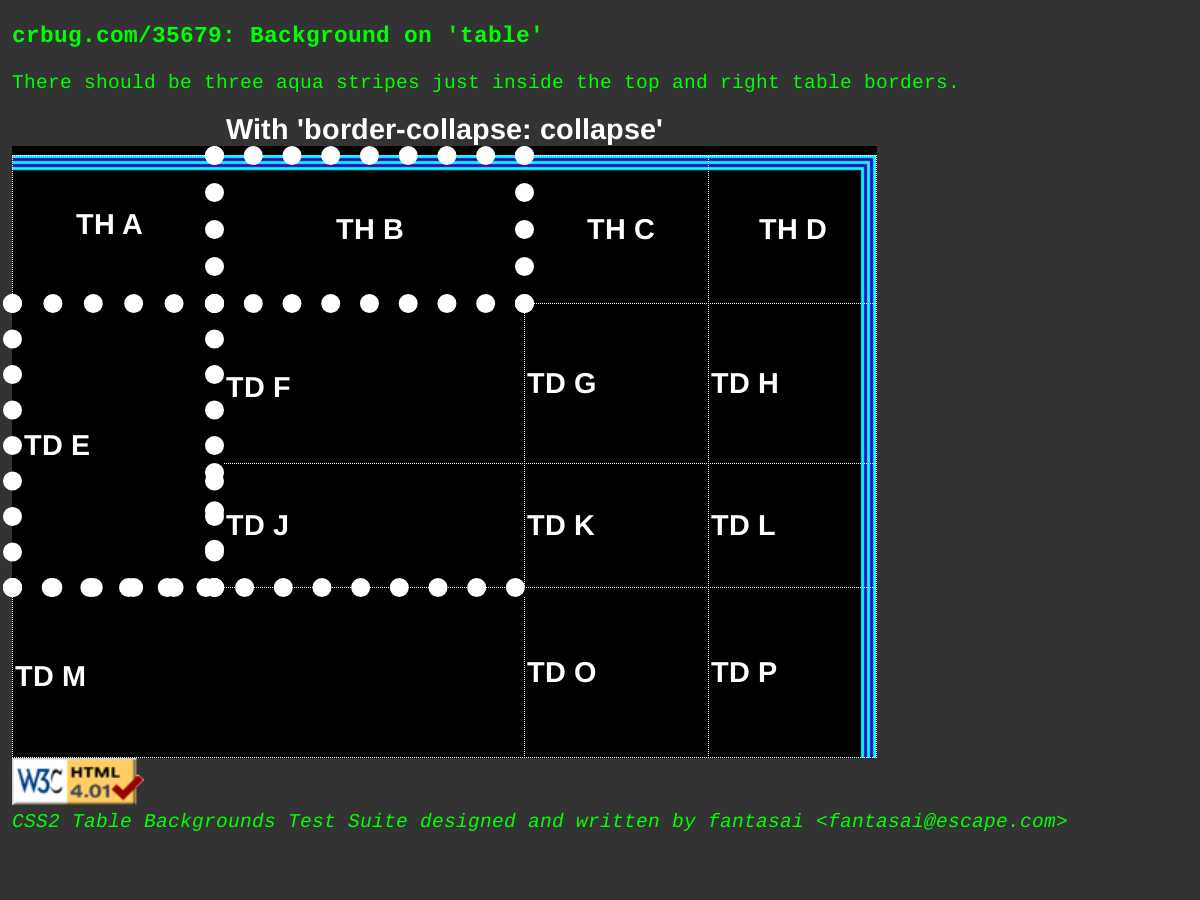 crbug.com/35679: Background on 'table'
There should be three aqua stripes just inside the top and right table borders.
With 'border-collapse: collapse'
TH A
TH B
TH C
TH D
TD E
TD F
TD G
TD H
TD J
TD K
TD L
TD M
TD O
TD P
W3C HTML 4.01
CSS2 Table Backgrounds Test Suite designed and written by fantasai <fantasai@escape.com>